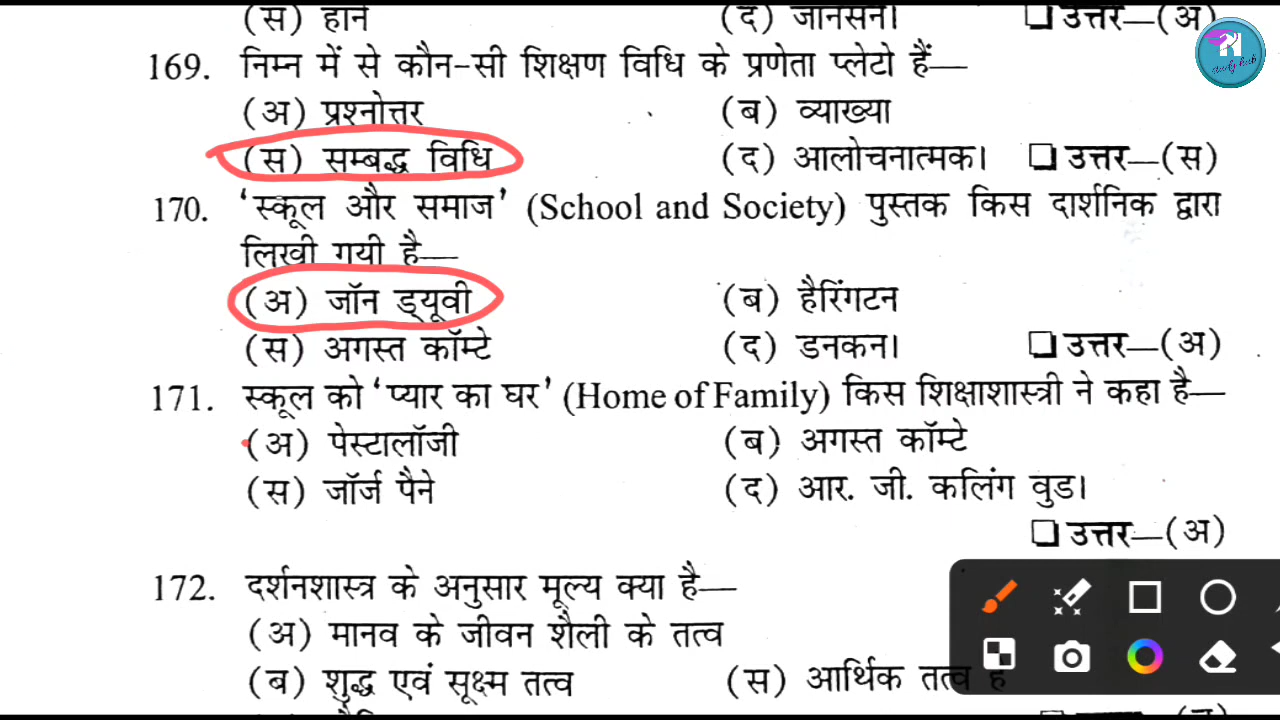 (स) हान (द) जानसन। ❑ उत्तर—(अ)
169. निम्न में से कौन-सी शिक्षण विधि के प्रणेता प्लेटो हैं—
(अ) प्रश्नोत्तर (ब) व्याख्या
(स) सम्बद्ध विधि (द) आलोचनात्मक। ❑ उत्तर—(स)
170. ‘स्कूल और समाज’ (School and Society) पुस्तक किस दार्शनिक द्वारा
लिखी गयी है—
(अ) जॉन ड्यूवी (ब) हैरिंगटन
(स) अगस्त कॉम्टे (द) डनकन। ❑ उत्तर—(अ)
171. स्कूल को ‘प्यार का घर’ (Home of Family) किस शिक्षाशास्त्री ने कहा है—
(अ) पेस्टालॉजी (ब) अगस्त कॉम्टे
(स) जॉर्ज पैने (द) आर. जी. कलिंग वुड।
❑ उत्तर—(अ)
172. दर्शनशास्त्र के अनुसार मूल्य क्या है—
(अ) मानव के जीवन शैली के तत्व
(ब) शुद्ध एवं सूक्ष्म तत्व (स) आर्थिक तत्व है